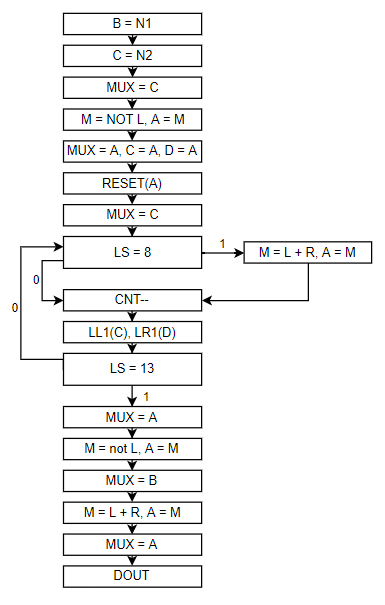 B = N1
C = N2
MUX = C
M = NOT L, A = M
MUX = A, C = A, D = A
RESET(A)
MUX = C
LS = 8
1
M = L + R, A = M
0
0
CNT--
LL1(C), LR1(D)
LS = 13
1
MUX = A
M = not L, A = M
MUX = B
M = L + R, A = M
MUX = A
DOUT